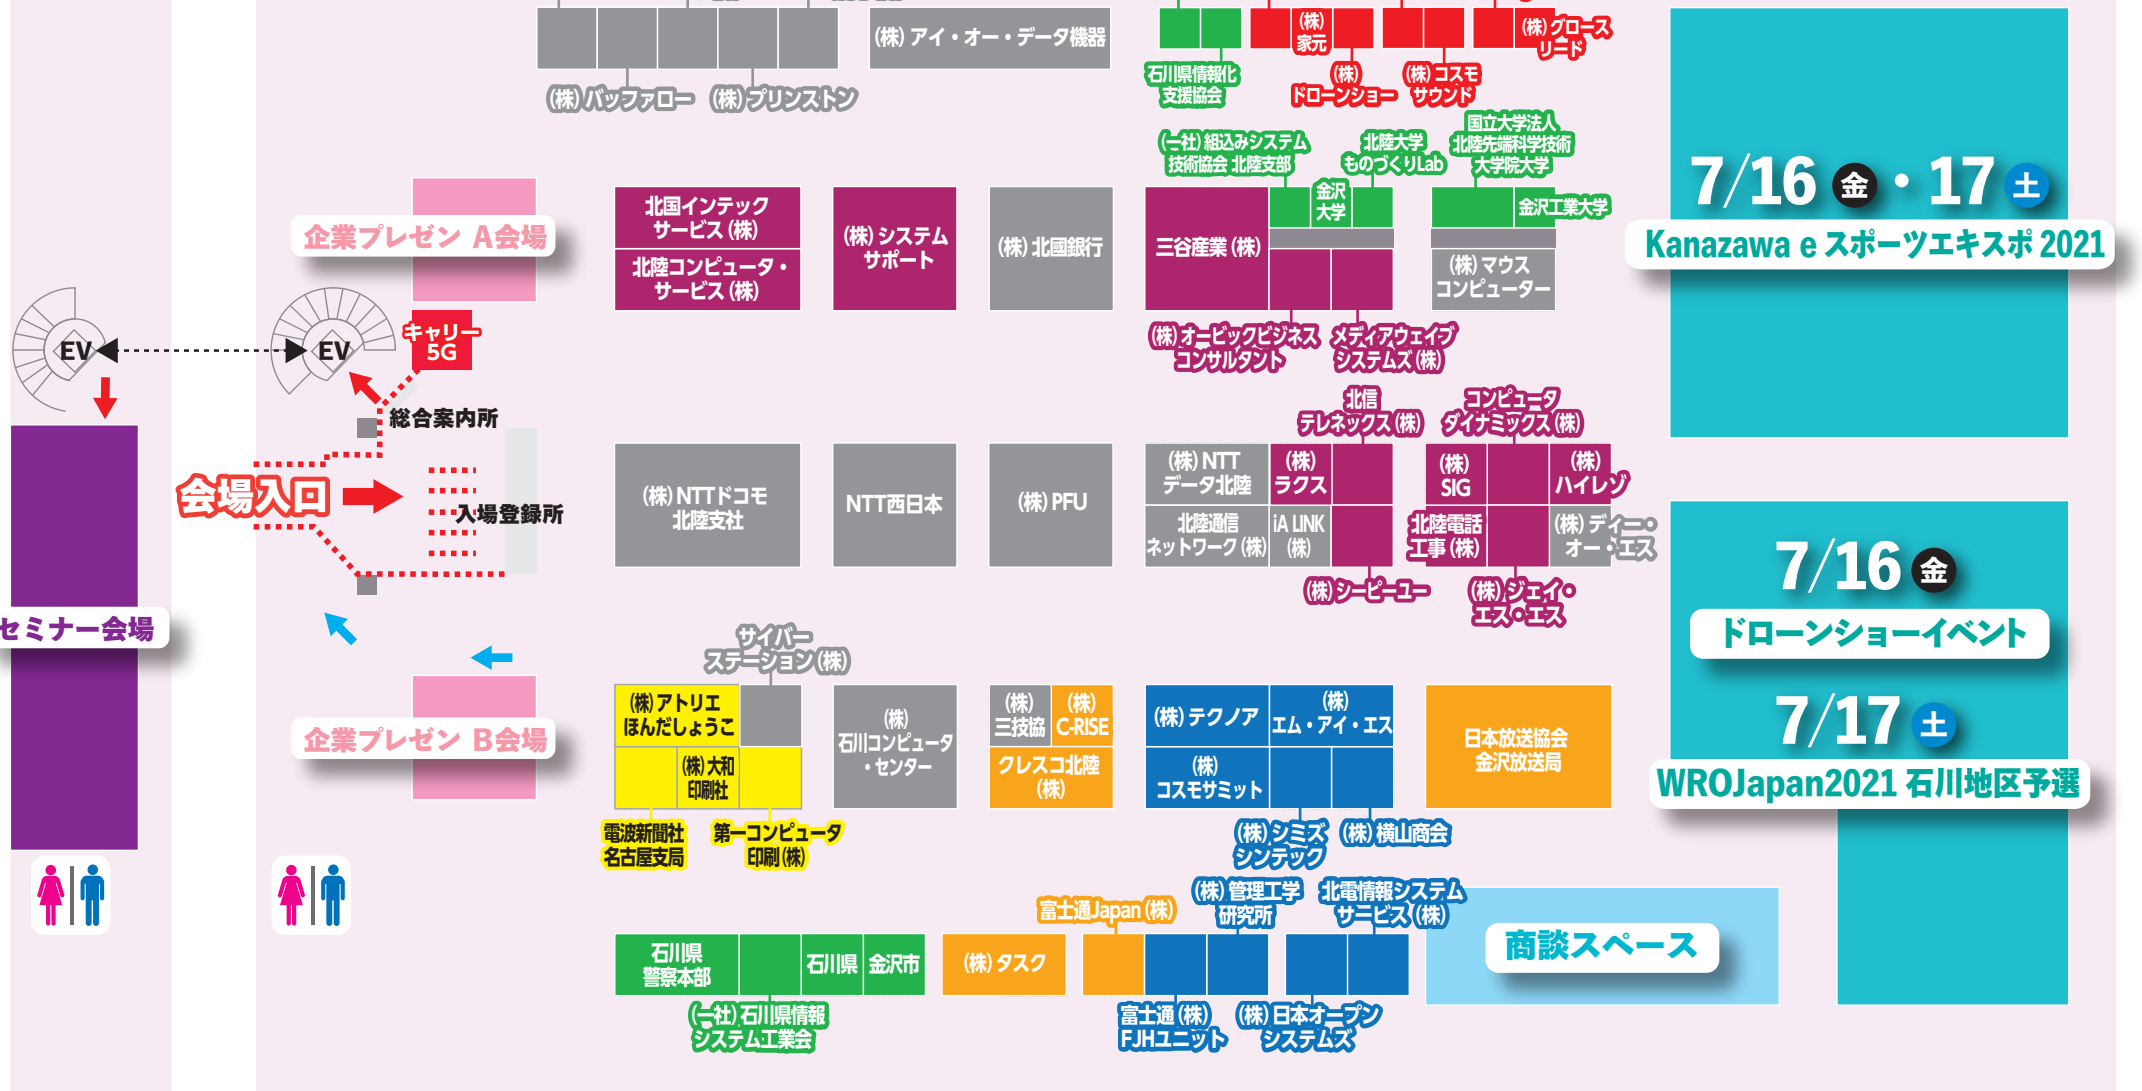 (株)アイ・オー・データ機器
(株)
家元
(株)グロース
リード
石川県情報化
支援協会
(株)
ドローンショー
(株)コスモ
サウンド
(株)バッファロー
(株)プリンストン
(一社)組込みシステム
技術協会 北陸支部
北陸大学
ものづくりLab
国立大学法人
北陸先端科学技術
大学院大学
7/16 金・17 土
Kanazawa e スポーツエキスポ 2021
企業プレゼン A会場
北国インテック
サービス(株)
北陸コンピュータ・
サービス(株)
(株)システム
サポート
(株)北國銀行
三谷産業(株)
金沢
大学
金沢工業大学
(株)マウス
コンピューター
(株)オービックビジネス
コンサルタント
メディアウェイブ
システムズ(株)
EV
EV
キャリー
5G
総合案内所
会場入口
入場登録所
(株)NTTドコモ
北陸支社
NTT西日本
(株)PFU
北信
テレネックス(株)
コンピュータ
ダイナミックス(株)
(株)NTT
データ北陸
(株)
ラクス
(株)
SIG
(株)
ハイレゾ
北陸通信
ネットワーク(株)
iA LINK
(株)
北陸電話
工事(株)
(株)ディー・
オー・エス
(株)シーピーユー
(株)ジェイ・
エス・エス
7/16 金
ドローンショーイベント
7/17 土
WROJapan2021 石川地区予選
セミナー会場
企業プレゼン B会場
サイバー
ステーション(株)
(株)アトリエ
ほんだしょうこ
(株)大和
印刷社
(株)
石川コンピュータ
・センター
(株)
三技協
(株)
C-RISE
クレスコ北陸
(株)
(株)テクノア
(株)
エム・アイ・エス
(株)
コスモサミット
日本放送協会
金沢放送局
電波新聞社
名古屋支局
第一コンピュータ
印刷(株)
(株)シミズ
シンテック
(株)横山商会
富士通Japan(株)
(株)管理工学
研究所
北電情報システム
サービス(株)
商談スペース
石川県
警察本部
石川県
金沢市
(株)タスク
(一社)石川県情報
システム工業会
富士通(株)
FJHユニット
(株)日本オープン
システムズ